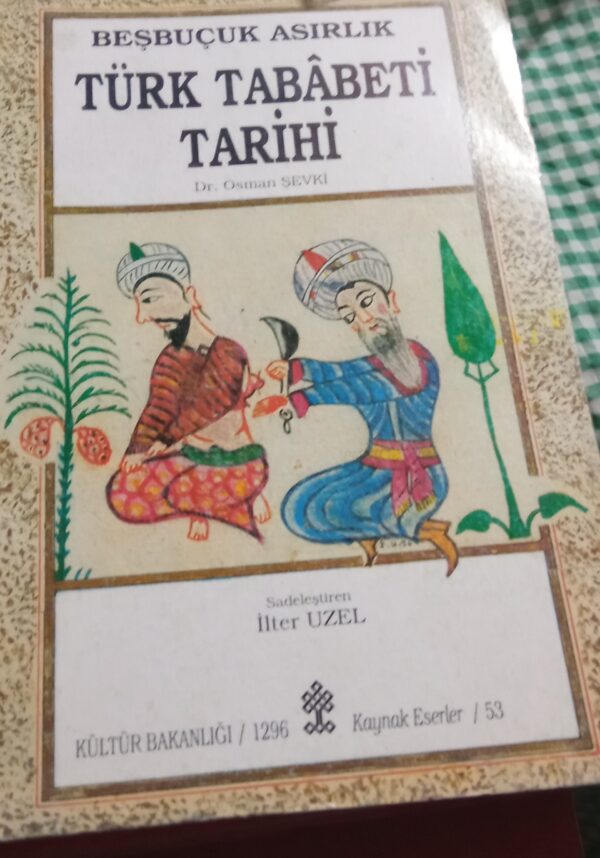 BEŞBUÇUK ASIRLIK
TÜRK TABÂBETİ
TARİHİ
Dr. Osman ŞEVKİ
Sadeleştiren
İlter UZEL
KÜLTÜR BAKANLIĞI / 1296 Kaynak Eserler / 53